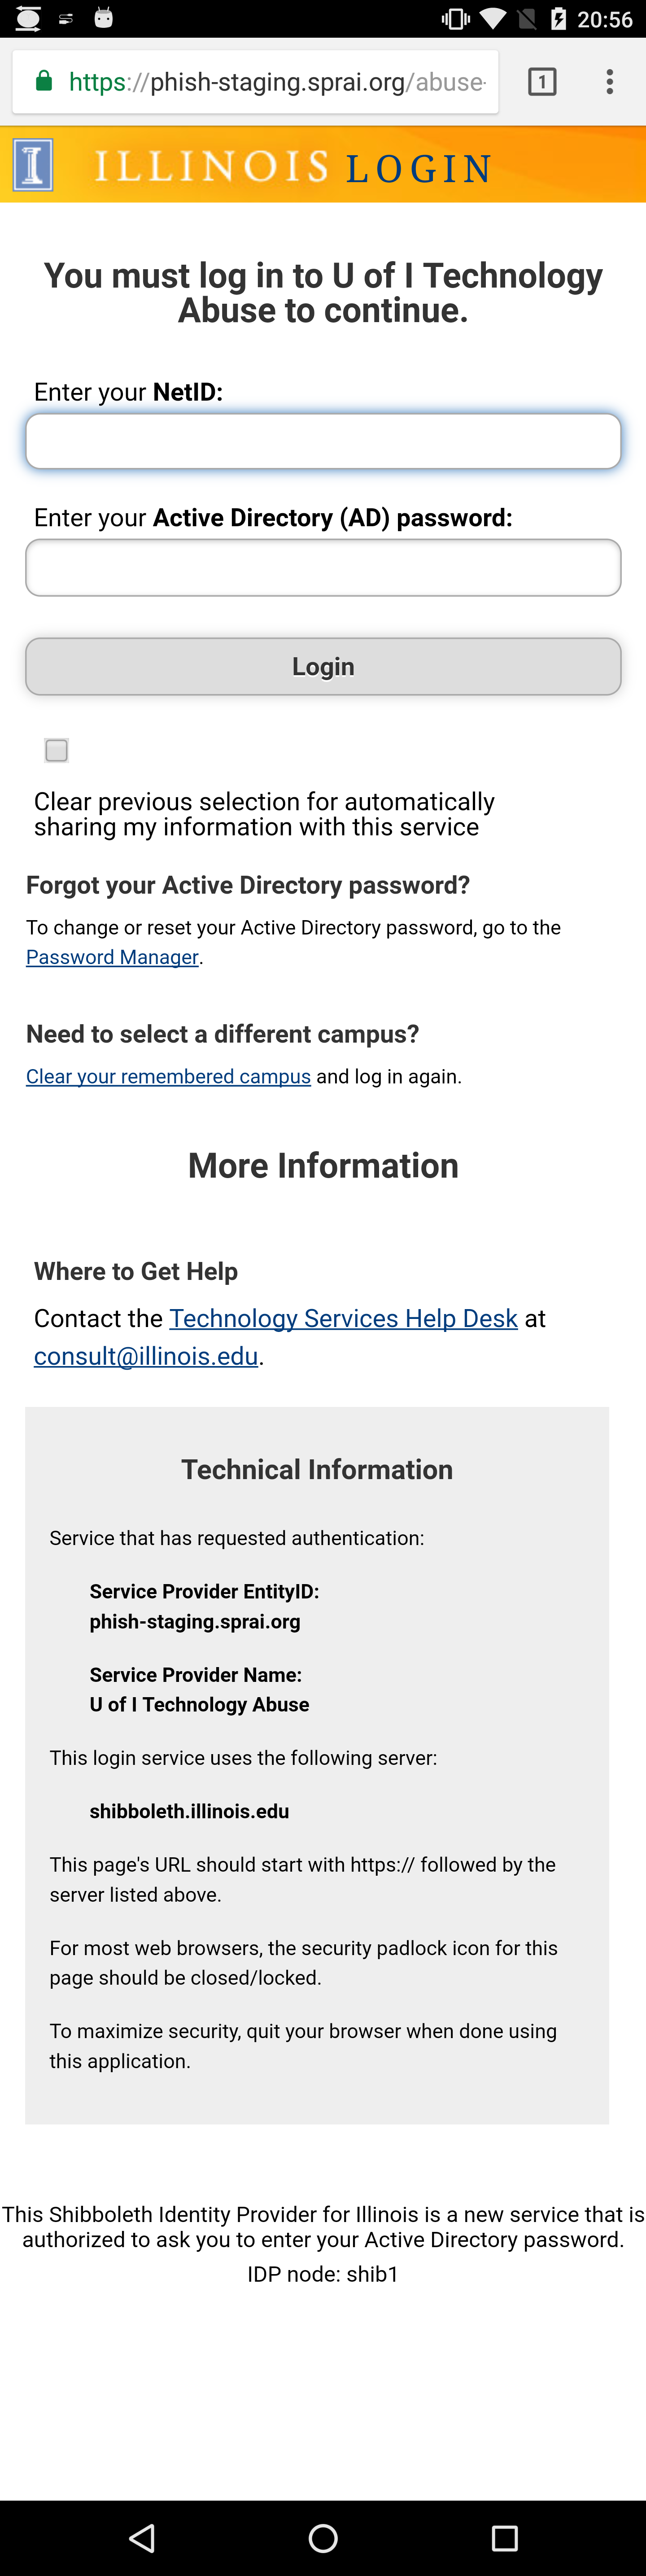 20:56
https://phish-staging.sprai.org/abuse-
1
I ILLINOIS LOGIN
You must log in to U of I Technology
Abuse to continue.
Enter your NetID:
Enter your Active Directory (AD) password:
Login
Clear previous selection for automatically
sharing my information with this service
Forgot your Active Directory password?
To change or reset your Active Directory password, go to the
Password Manager.
Need to select a different campus?
Clear your remembered campus and log in again.
More Information
Where to Get Help
Contact the Technology Services Help Desk at
consult@illinois.edu.
Technical Information
Service that has requested authentication:
Service Provider EntityID:
phish-staging.sprai.org
Service Provider Name:
U of I Technology Abuse
This login service uses the following server:
shibboleth.illinois.edu
This page's URL should start with https:// followed by the
server listed above.
For most web browsers, the security padlock icon for this
page should be closed/locked.
To maximize security, quit your browser when done using
this application.
This Shibboleth Identity Provider for Illinois is a new service that is
authorized to ask you to enter your Active Directory password.
IDP node: shib1